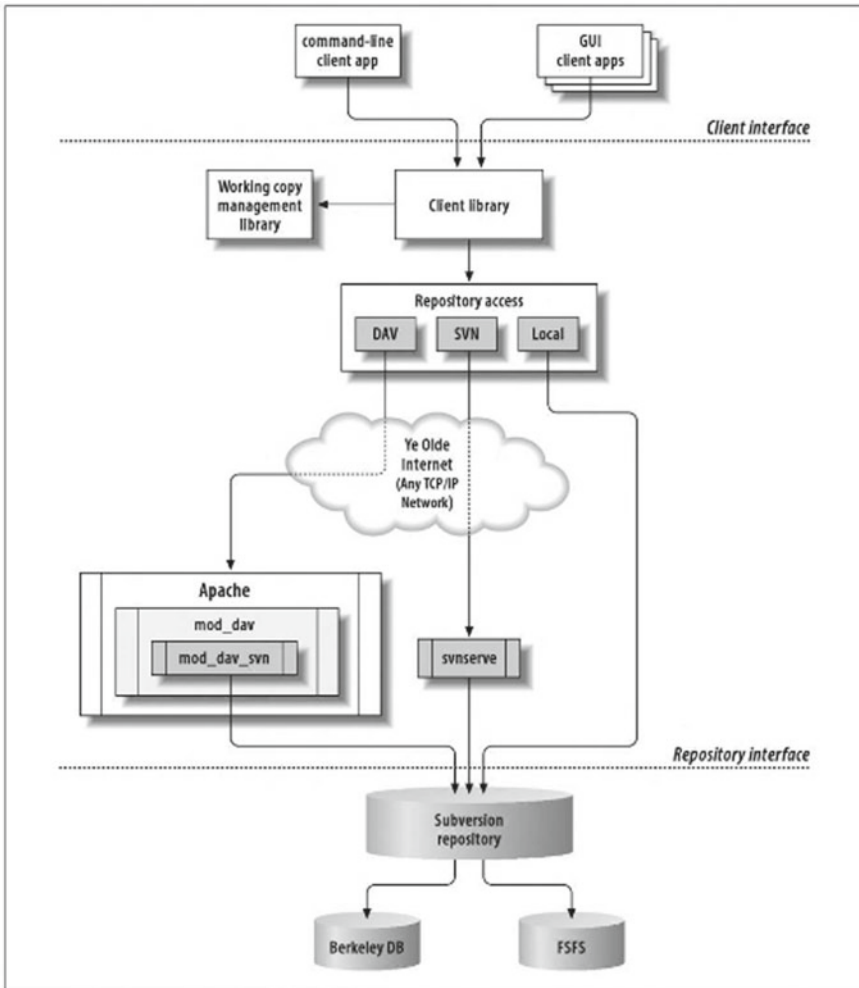 command-line
client app
GUI
client apps
Client interface
Working copy
management
library
Client library
Repository access
DAV
SVN
Local
Ye Olde
Internet
(Any TCP/IP
Network)
Apache
mod_dav
mod_dav_svn
svnserve
Repository interface
Subversion
repository
Berkeley DB
FSFS